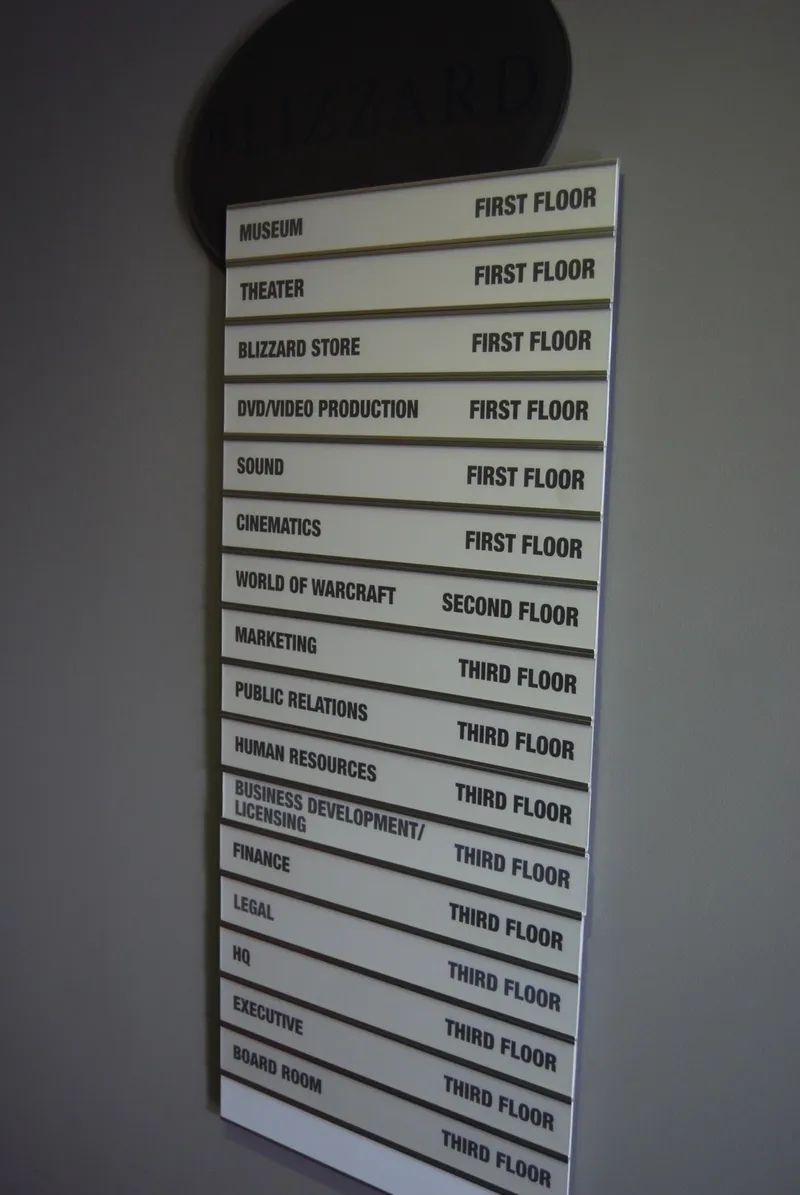 BLIZZARD
MUSEUM FIRST FLOOR
THEATER FIRST FLOOR
BLIZZARD STORE FIRST FLOOR
DVD/VIDEO PRODUCTION FIRST FLOOR
SOUND FIRST FLOOR
CINEMATICS FIRST FLOOR
WORLD OF WARCRAFT SECOND FLOOR
MARKETING THIRD FLOOR
PUBLIC RELATIONS THIRD FLOOR
HUMAN RESOURCES THIRD FLOOR
BUSINESS DEVELOPMENT/
LICENSING THIRD FLOOR
FINANCE THIRD FLOOR
LEGAL THIRD FLOOR
HQ THIRD FLOOR
EXECUTIVE THIRD FLOOR
BOARD ROOM THIRD FLOOR